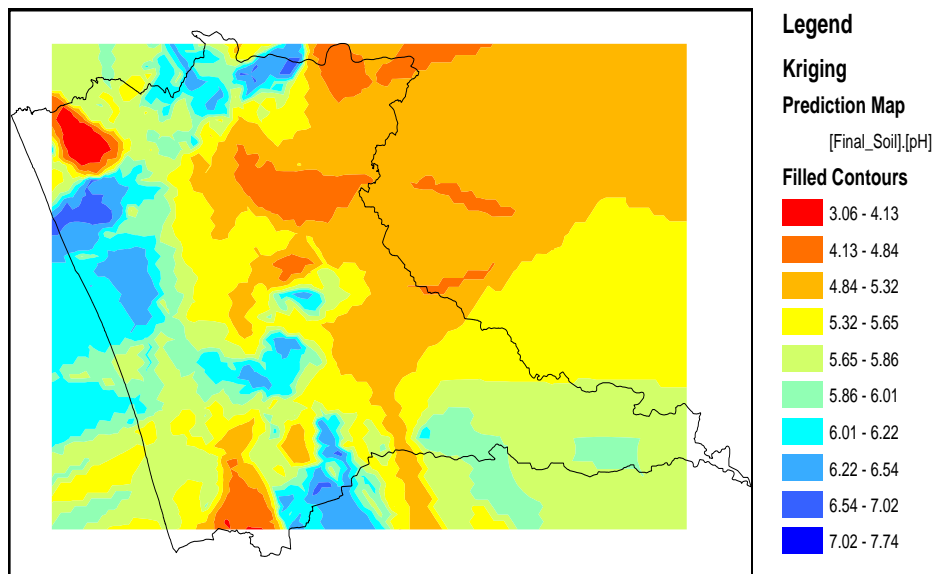 Legend
Kriging
Prediction Map
[Final_Soil].[pH]
Filled Contours
3.06 - 4.13
4.13 - 4.84
4.84 - 5.32
5.32 - 5.65
5.65 - 5.86
5.86 - 6.01
6.01 - 6.22
6.22 - 6.54
6.54 - 7.02
7.02 - 7.74